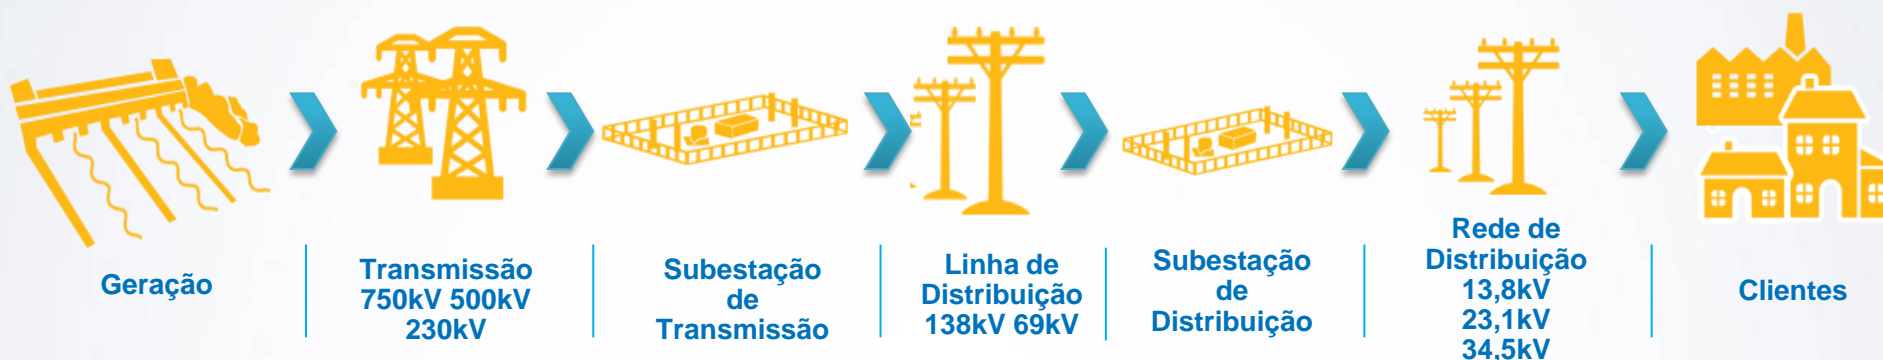 Geração
Transmissão
750kV 500kV
230kV
Subestação
de
Transmissão
Linha de
Distribuição
138kV 69kV
Subestação
de
Distribuição
Rede de
Distribuição
13,8kV
23,1kV
34,5kV
Clientes